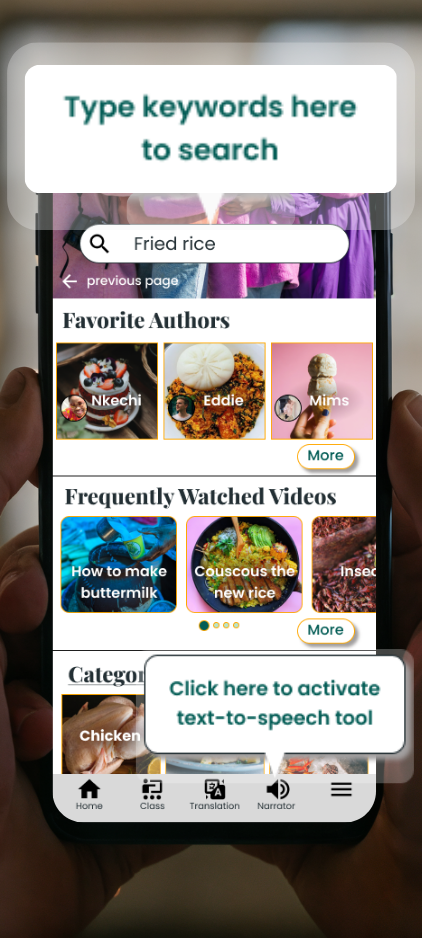 Type keywords here
to search
Fried rice
previous page
Favorite Authors
Nkechi
Eddie
Mims
More
Frequently Watched Videos
How to make
buttermilk
Couscous the
new rice
Insec
More
Categor
Click here to activate
text-to-speech tool
Chicken
Home
Class
Translation
Narrator